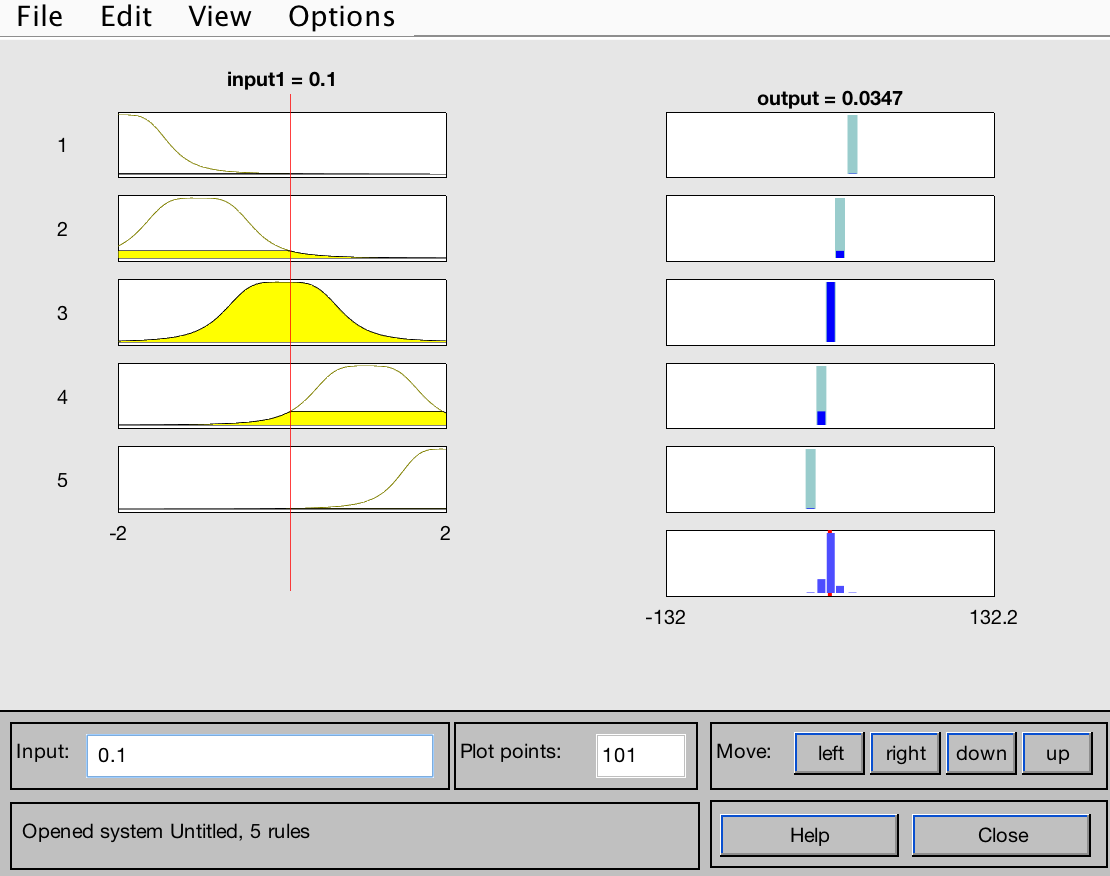 File Edit View Options
input1 = 0.1
output = 0.0347
1
2
3
4
5
-2 2
-132 132.2
Input: 0.1 Plot points: 101 Move: left right down up
Opened system Untitled, 5 rules Help Close